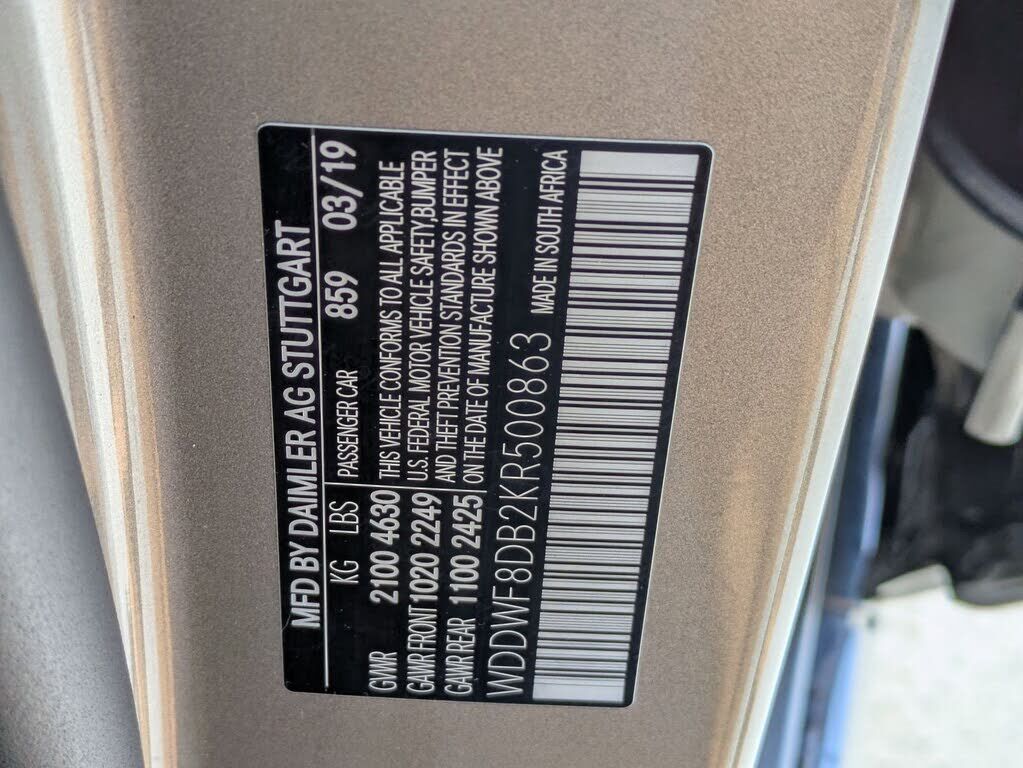 MFD BY DAIMLER AG STUTTGART
KG LBS PASSENGER CAR 859 03/19
GVWR 2100 4630 THIS VEHICLE CONFORMS TO ALL APPLICABLE
GAWR FRONT 1020 2249 U.S. FEDERAL MOTOR VEHICLE SAFETY, BUMPER
GAWR REAR 1100 2425 AND THEFT PREVENTION STANDARDS IN EFFECT
ON THE DATE OF MANUFACTURE SHOWN ABOVE
WDDWF8DB2KR500863 MADE IN SOUTH AFRICA